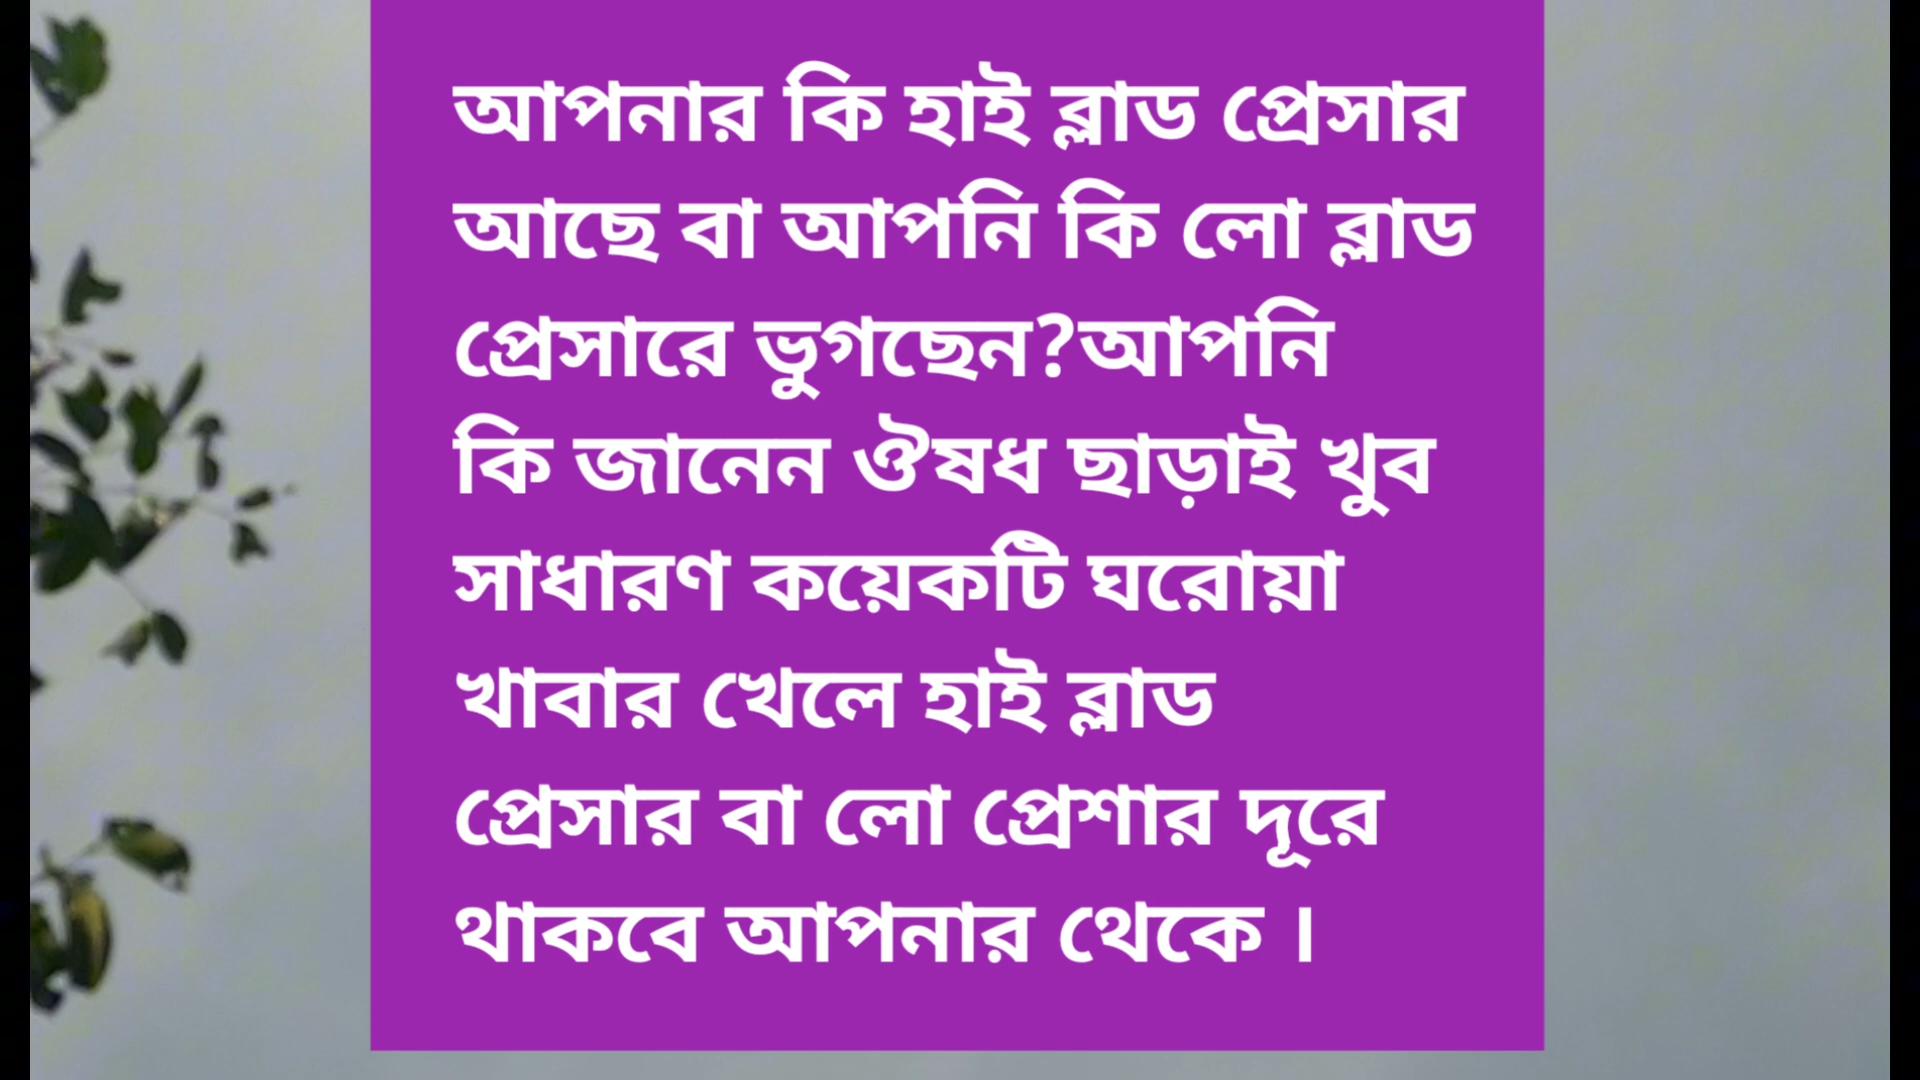 আপনার কি হাই ব্লাড প্রেসার
আছে বা আপনি কি লো ব্লাড
প্রেসারে ভুগছেন?আপনি
কি জানেন ঔষধ ছাড়াই খুব
সাধারণ কয়েকটি ঘরোয়া
খাবার খেলে হাই ব্লাড
প্রেসার বা লো প্রেশার দূরে
থাকবে আপনার থেকে ।